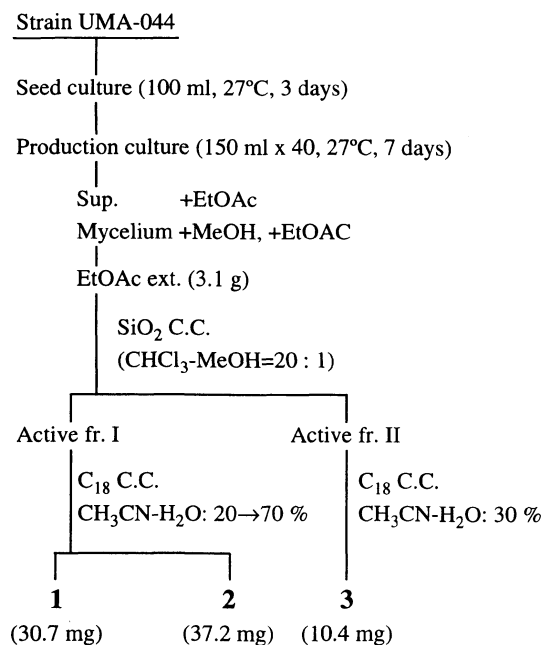 Strain UMA-044
Seed culture (100 ml, 27ºC, 3 days)
Production culture (150 ml x 40, 27ºC, 7 days)
Sup. +EtOAc
Mycelium +MeOH, +EtOAC
EtOAc ext. (3.1 g)
SiO₂ C.C.
(CHCl₃-MeOH=20 : 1)
Active fr. I Active fr. II
C₁₈ C.C. C₁₈ C.C.
CH₃CN-H₂O: 20→70 % CH₃CN-H₂O: 30 %
1 2 3
(30.7 mg) (37.2 mg) (10.4 mg)